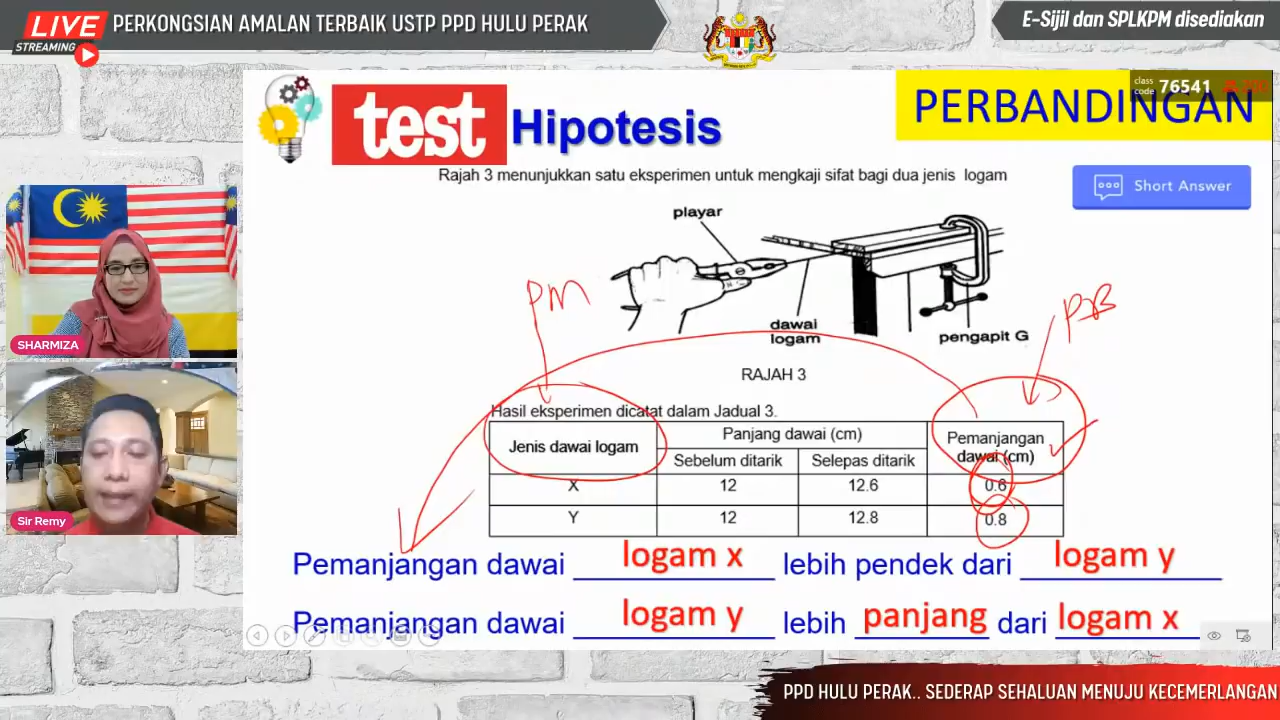 LIVE
STREAMING
PERKONGSIAN AMALAN TERBAIK USTP PPD HULU PERAK
E-Sijil dan SPLKPM disediakan
test Hipotesis
PERBANDINGAN
class code 76541
Short Answer
Rajah 3 menunjukkan satu eksperimen untuk mengkaji sifat bagi dua jenis logam
playar
dawai logam
pengapit G
PM
PB
RAJAH 3
Hasil eksperimen dicatat dalam Jadual 3.
Jenis dawai logam
Panjang dawai (cm)
Pemanjangan dawai (cm)
Sebelum ditarik
Selepas ditarik
X 12 12.6 0.6
Y 12 12.8 0.8
Pemanjangan dawai logam x lebih pendek dari logam y
Pemanjangan dawai logam y lebih panjang dari logam x
SHARMIZA
Sir Remy
PPD HULU PERAK.. SEDERAP SEHALUAN MENUJU KECEMERLANGAN